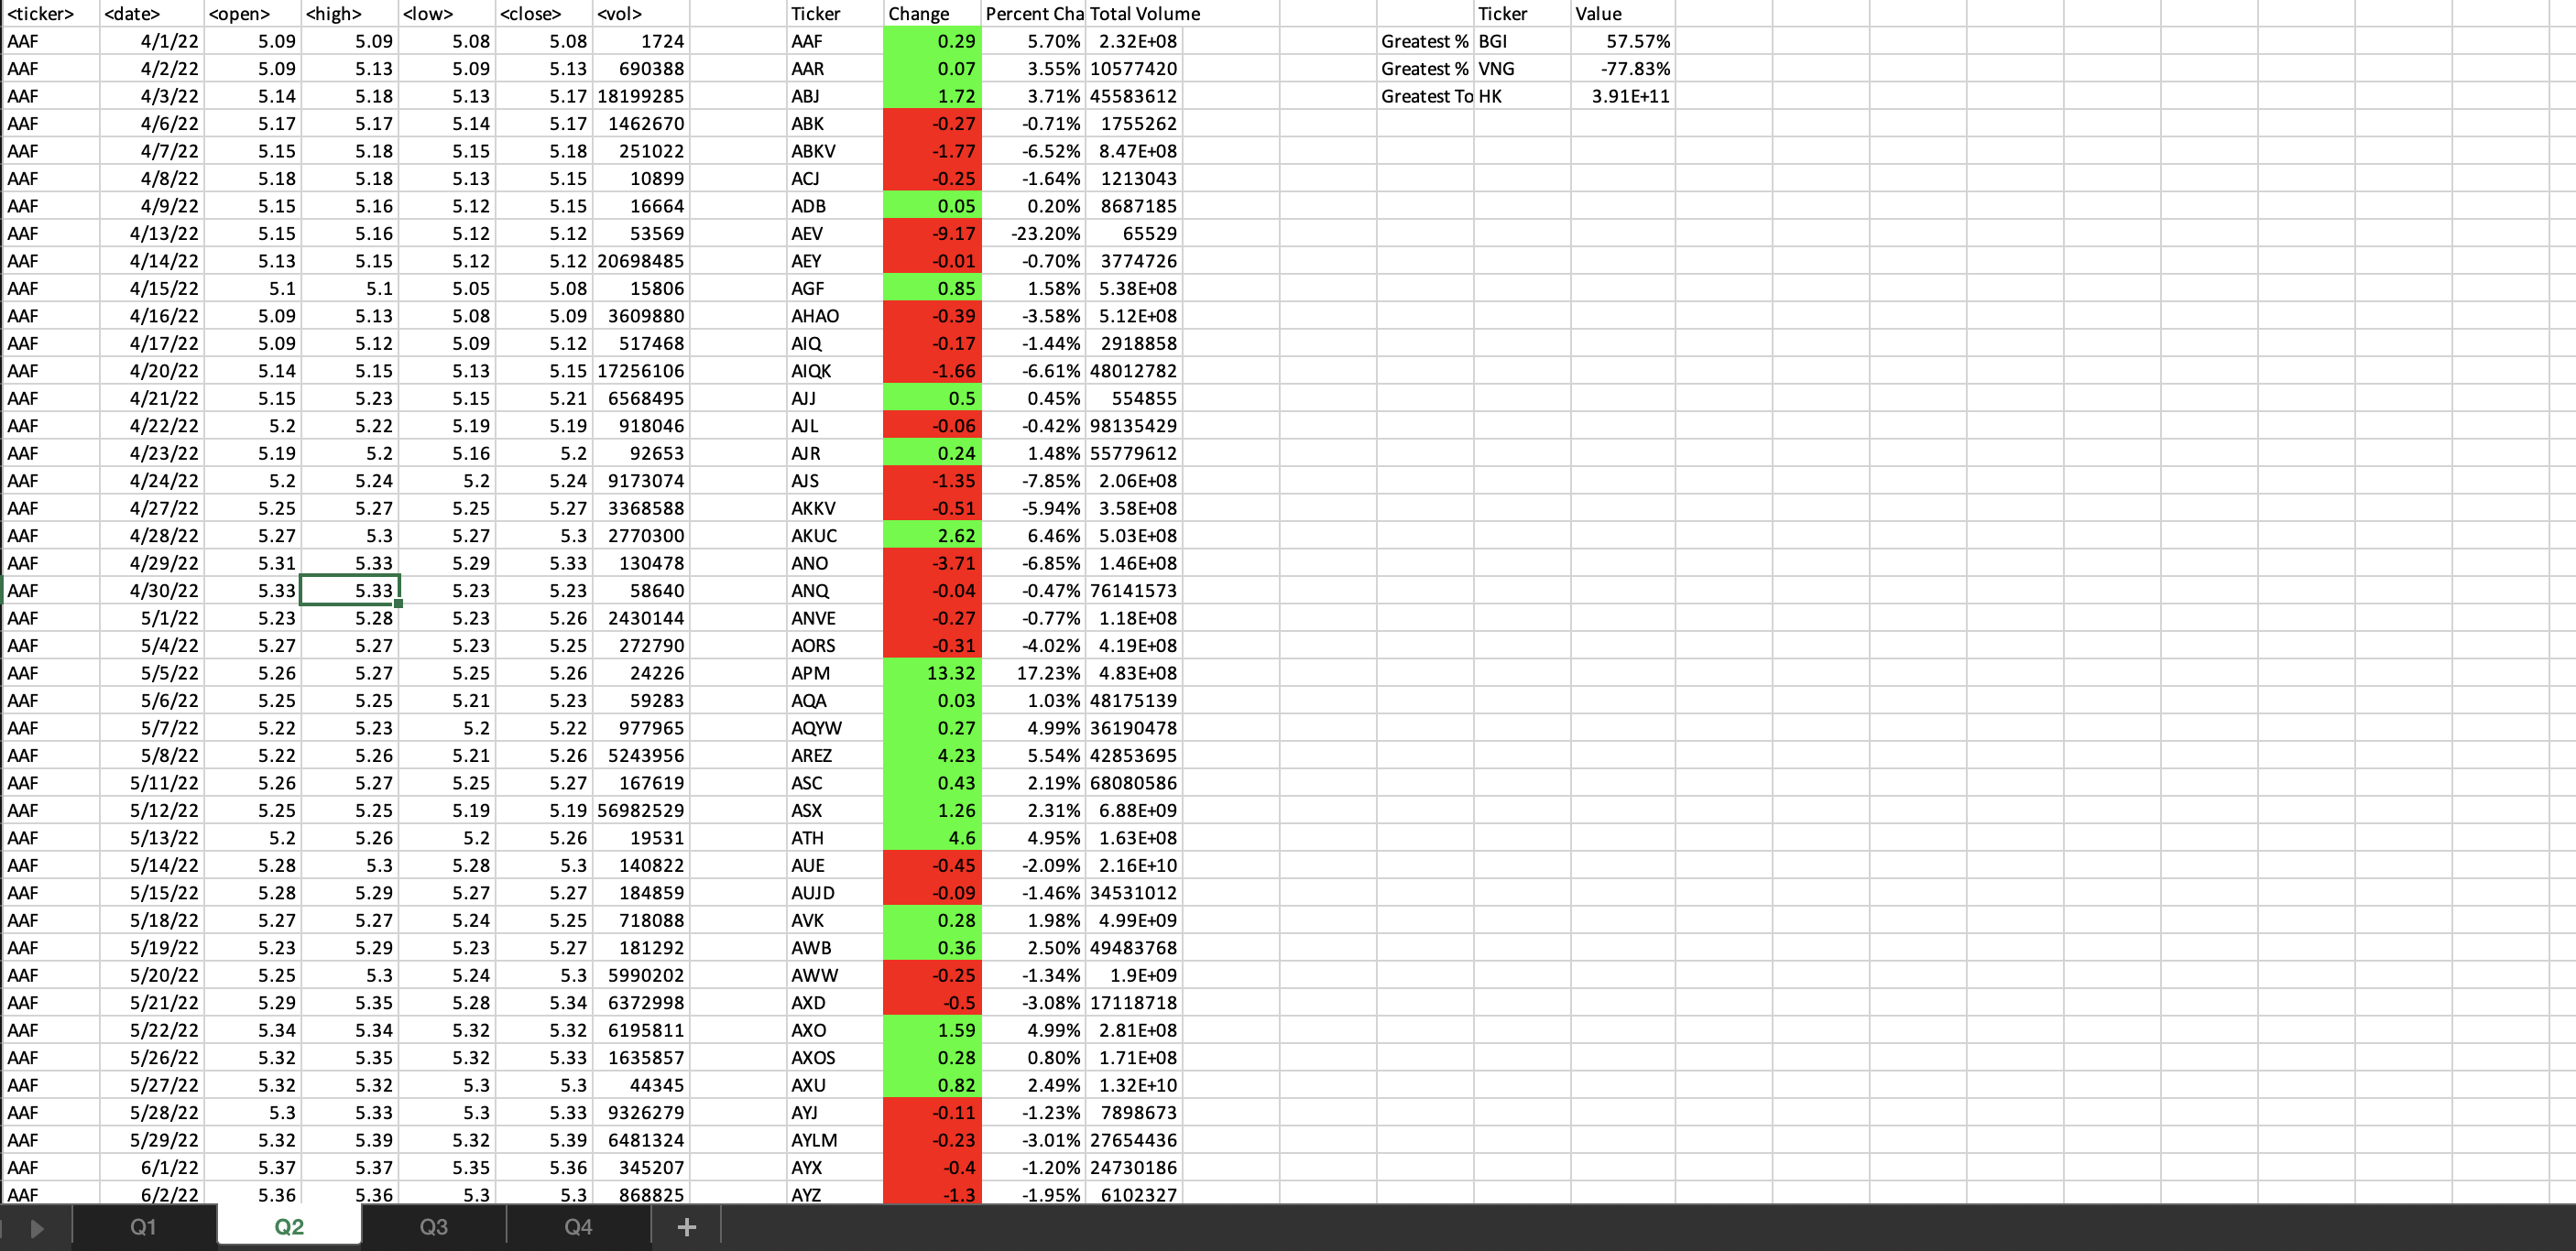 <ticker> <date> <open> <high> <low> <close> <vol> Ticker Change Percent Cha Total Volume Ticker Value
AAF 4/1/22 5.09 5.09 5.08 5.08 1724 AAF 0.29 5.70% 2.32E+08 Greatest % BGI 57.57%
AAF 4/2/22 5.09 5.13 5.09 5.13 690388 AAR 0.07 3.55% 10577420 Greatest % VNG -77.83%
AAF 4/3/22 5.14 5.18 5.13 5.17 18199285 ABJ 1.72 3.71% 45583612 Greatest To HK 3.91E+11
AAF 4/6/22 5.17 5.17 5.14 5.17 1462670 ABK -0.27 -0.71% 1755262
AAF 4/7/22 5.15 5.18 5.15 5.18 251022 ABKV -1.77 -6.52% 8.47E+08
AAF 4/8/22 5.18 5.18 5.13 5.15 10899 ACJ -0.25 -1.64% 1213043
AAF 4/9/22 5.15 5.16 5.12 5.15 16664 ADB 0.05 0.20% 8687185
AAF 4/13/22 5.15 5.16 5.12 5.12 53569 AEV -9.17 -23.20% 65529
AAF 4/14/22 5.13 5.15 5.12 5.12 20698485 AEY -0.01 -0.70% 3774726
AAF 4/15/22 5.1 5.1 5.05 5.08 15806 AGF 0.85 1.58% 5.38E+08
AAF 4/16/22 5.09 5.13 5.08 5.09 3609880 AHAO -0.39 -3.58% 5.12E+08
AAF 4/17/22 5.09 5.12 5.09 5.12 517468 AIQ -0.17 -1.44% 2918858
AAF 4/20/22 5.14 5.15 5.13 5.15 17256106 AIQK -1.66 -6.61% 48012782
AAF 4/21/22 5.15 5.23 5.15 5.21 6568495 AJJ 0.5 0.45% 554855
AAF 4/22/22 5.2 5.22 5.19 5.19 918046 AJL -0.06 -0.42% 98135429
AAF 4/23/22 5.19 5.2 5.16 5.2 92653 AJR 0.24 1.48% 55779612
AAF 4/24/22 5.2 5.24 5.2 5.24 9173074 AJS -1.35 -7.85% 2.06E+08
AAF 4/27/22 5.25 5.27 5.25 5.27 3368588 AKKV -0.51 -5.94% 3.58E+08
AAF 4/28/22 5.27 5.3 5.27 5.3 2770300 AKUC 2.62 6.46% 5.03E+08
AAF 4/29/22 5.31 5.33 5.29 5.33 130478 ANO -3.71 -6.85% 1.46E+08
AAF 4/30/22 5.33 5.33 5.23 5.23 58640 ANQ -0.04 -0.47% 76141573
AAF 5/1/22 5.23 5.28 5.23 5.26 2430144 ANVE -0.27 -0.77% 1.18E+08
AAF 5/4/22 5.27 5.27 5.23 5.25 272790 AORS -0.31 -4.02% 4.19E+08
AAF 5/5/22 5.26 5.27 5.25 5.26 24226 APM 13.32 17.23% 4.83E+08
AAF 5/6/22 5.25 5.25 5.21 5.23 59283 AQA 0.03 1.03% 48175139
AAF 5/7/22 5.22 5.23 5.2 5.22 977965 AQYW 0.27 4.99% 36190478
AAF 5/8/22 5.22 5.26 5.21 5.26 5243956 AREZ 4.23 5.54% 42853695
AAF 5/11/22 5.26 5.27 5.25 5.27 167619 ASC 0.43 2.19% 68080586
AAF 5/12/22 5.25 5.25 5.19 5.19 56982529 ASX 1.26 2.31% 6.88E+09
AAF 5/13/22 5.2 5.26 5.2 5.26 19531 ATH 4.6 4.95% 1.63E+08
AAF 5/14/22 5.28 5.3 5.28 5.3 140822 AUE -0.45 -2.09% 2.16E+10
AAF 5/15/22 5.28 5.29 5.27 5.27 184859 AUJD -0.09 -1.46% 34531012
AAF 5/18/22 5.27 5.27 5.24 5.25 718088 AVK 0.28 1.98% 4.99E+09
AAF 5/19/22 5.23 5.29 5.23 5.27 181292 AWB 0.36 2.50% 49483768
AAF 5/20/22 5.25 5.3 5.24 5.3 5990202 AWW -0.25 -1.34% 1.9E+09
AAF 5/21/22 5.29 5.35 5.28 5.34 6372998 AXD -0.5 -3.08% 17118718
AAF 5/22/22 5.34 5.34 5.32 5.32 6195811 AXO 1.59 4.99% 2.81E+08
AAF 5/26/22 5.32 5.35 5.32 5.33 1635857 AXOS 0.28 0.80% 1.71E+08
AAF 5/27/22 5.32 5.32 5.3 5.3 44345 AXU 0.82 2.49% 1.32E+10
AAF 5/28/22 5.3 5.33 5.3 5.33 9326279 AYJ -0.11 -1.23% 7898673
AAF 5/29/22 5.32 5.39 5.32 5.39 6481324 AYLM -0.23 -3.01% 27654436
AAF 6/1/22 5.37 5.37 5.35 5.36 345207 AYX -0.4 -1.20% 24730186
AAF 6/2/22 5.36 5.36 5.3 5.3 868825 AYZ -1.3 -1.95% 6102327
Q1 Q2 Q3 Q4 +